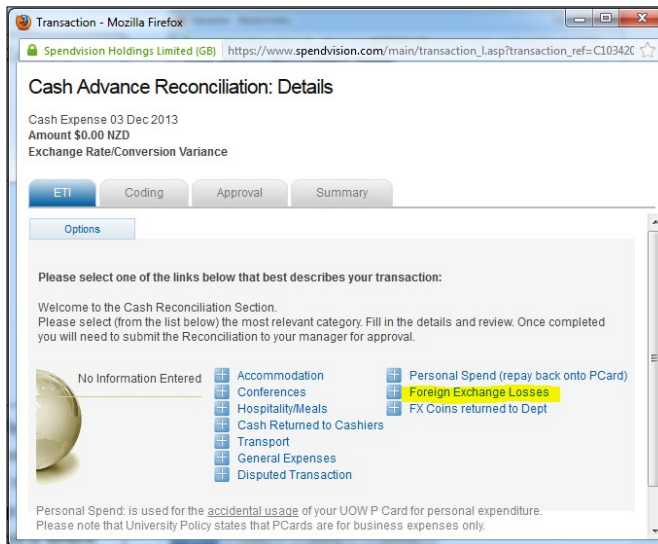 Transaction - Mozilla Firefox
Spendvision Holdings Limited (GB) https://www.spendvision.com/main/transaction_l.asp?transaction_ref=C103420
Cash Advance Reconciliation: Details
Cash Expense 03 Dec 2013
Amount $0.00 NZD
Exchange Rate/Conversion Variance
ETI Coding Approval Summary
Options
Please select one of the links below that best describes your transaction:
Welcome to the Cash Reconciliation Section.
Please select (from the list below) the most relevant category. Fill in the details and review. Once completed
you will need to submit the Reconciliation to your manager for approval.
No Information Entered
Accommodation
Conferences
Hospitality/Meals
Cash Returned to Cashiers
Transport
General Expenses
Disputed Transaction
Personal Spend (repay back onto PCard)
Foreign Exchange Losses
FX Coins returned to Dept
Personal Spend: is used for the accidental usage of your UOW P Card for personal expenditure.
Please note that University Policy states that PCards are for business expenses only.